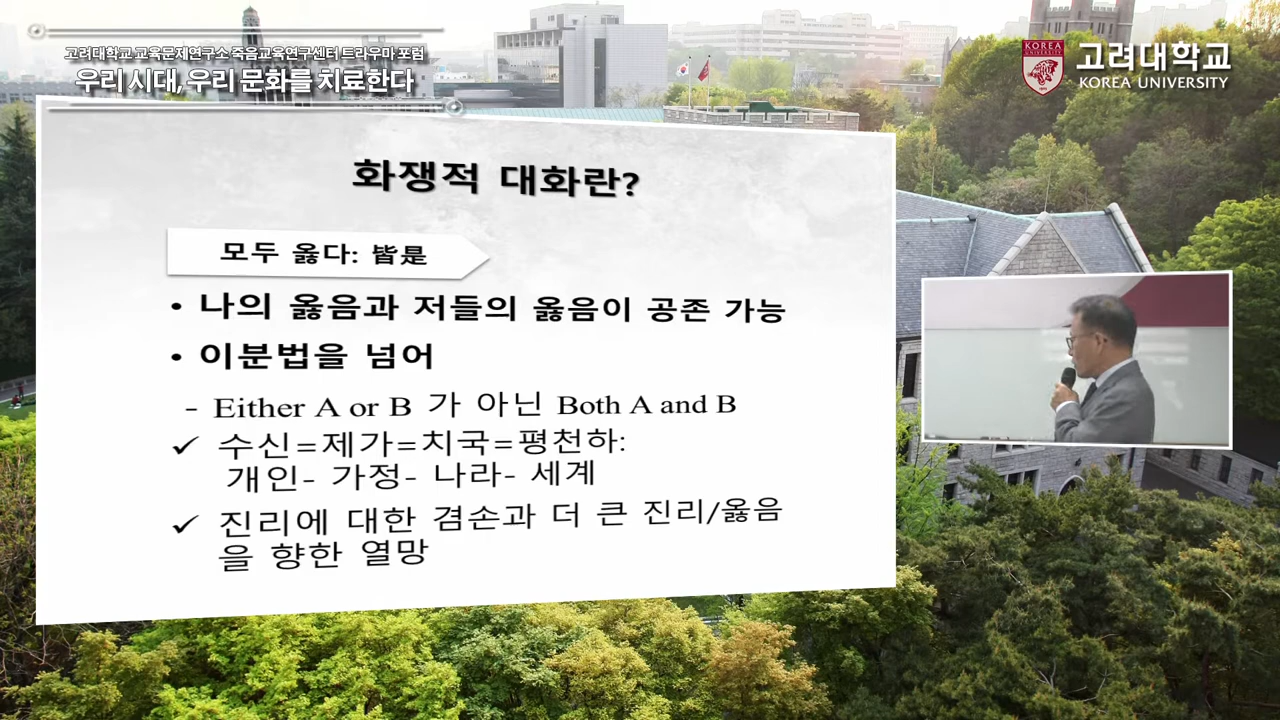 고려대학교 교육문제연구소 죽음교육연구센터 트라우마 포럼
우리 시대, 우리 문화를 치료한다
KOREA
UNIVERSITY
1905
고려대학교
KOREA UNIVERSITY
화쟁적 대화란?
모두 옳다: 皆是
• 나의 옳음과 저들의 옳음이 공존 가능
• 이분법을 넘어
- Either A or B 가 아닌 Both A and B
✓ 수신=제가=치국=평천하:
개인- 가정- 나라- 세계
✓ 진리에 대한 겸손과 더 큰 진리/옳음
을 향한 열망